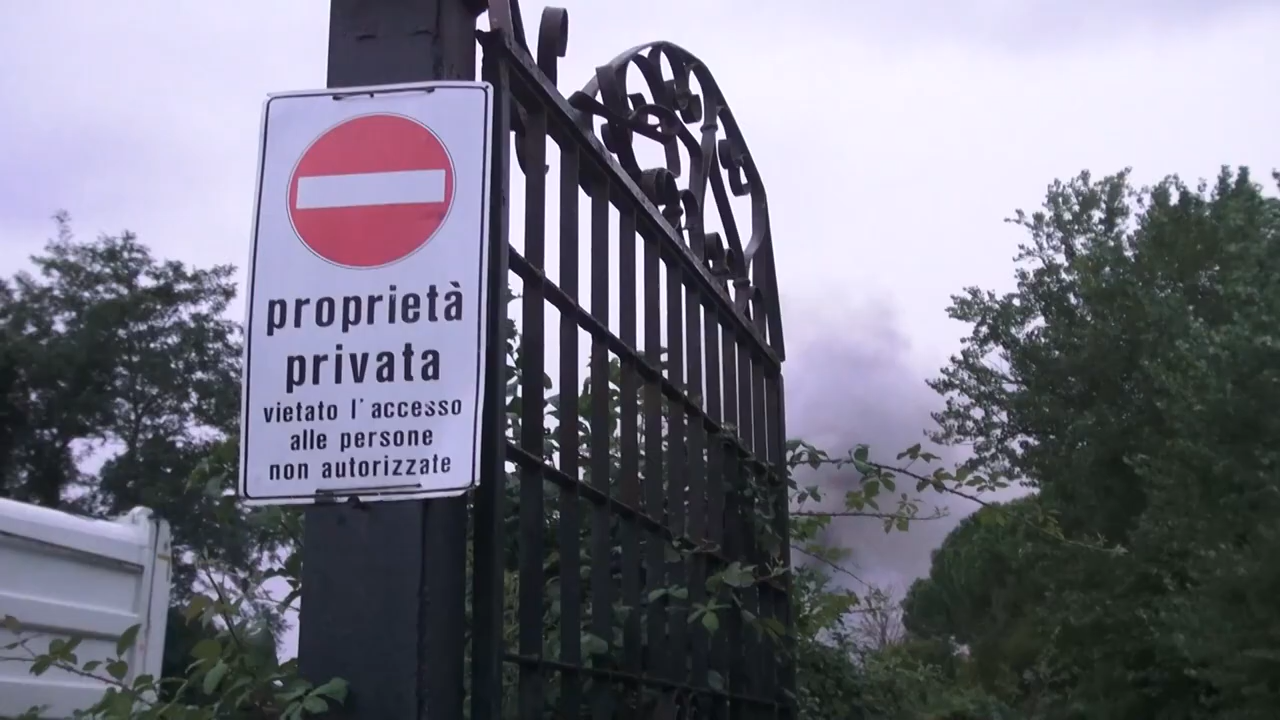 proprietà
privata
vietato l'accesso
alle persone
non autorizzate